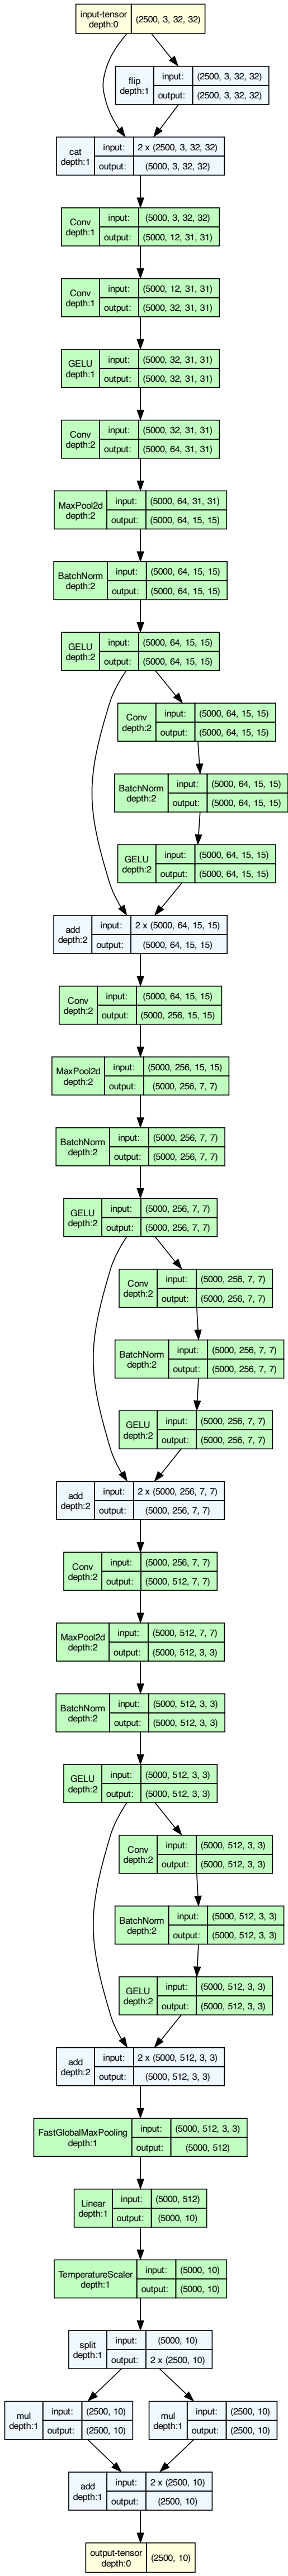 input-tensor
depth:0
(2500, 3, 32, 32)
flip
depth:1
input:
(2500, 3, 32, 32)
output:
(2500, 3, 32, 32)
cat
depth:1
input:
2 x (2500, 3, 32, 32)
output:
(5000, 3, 32, 32)
Conv
depth:1
input:
(5000, 3, 32, 32)
output:
(5000, 12, 31, 31)
Conv
depth:1
input:
(5000, 12, 31, 31)
output:
(5000, 32, 31, 31)
GELU
depth:1
input:
(5000, 32, 31, 31)
output:
(5000, 32, 31, 31)
Conv
depth:2
input:
(5000, 32, 31, 31)
output:
(5000, 64, 31, 31)
MaxPool2d
depth:2
input:
(5000, 64, 31, 31)
output:
(5000, 64, 15, 15)
BatchNorm
depth:2
input:
(5000, 64, 15, 15)
output:
(5000, 64, 15, 15)
GELU
depth:2
input:
(5000, 64, 15, 15)
output:
(5000, 64, 15, 15)
Conv
depth:2
input:
(5000, 64, 15, 15)
output:
(5000, 64, 15, 15)
BatchNorm
depth:2
input:
(5000, 64, 15, 15)
output:
(5000, 64, 15, 15)
GELU
depth:2
input:
(5000, 64, 15, 15)
output:
(5000, 64, 15, 15)
add
depth:2
input:
2 x (5000, 64, 15, 15)
output:
(5000, 64, 15, 15)
Conv
depth:2
input:
(5000, 64, 15, 15)
output:
(5000, 256, 15, 15)
MaxPool2d
depth:2
input:
(5000, 256, 15, 15)
output:
(5000, 256, 7, 7)
BatchNorm
depth:2
input:
(5000, 256, 7, 7)
output:
(5000, 256, 7, 7)
GELU
depth:2
input:
(5000, 256, 7, 7)
output:
(5000, 256, 7, 7)
Conv
depth:2
input:
(5000, 256, 7, 7)
output:
(5000, 256, 7, 7)
BatchNorm
depth:2
input:
(5000, 256, 7, 7)
output:
(5000, 256, 7, 7)
GELU
depth:2
input:
(5000, 256, 7, 7)
output:
(5000, 256, 7, 7)
add
depth:2
input:
2 x (5000, 256, 7, 7)
output:
(5000, 256, 7, 7)
Conv
depth:2
input:
(5000, 256, 7, 7)
output:
(5000, 512, 7, 7)
MaxPool2d
depth:2
input:
(5000, 512, 7, 7)
output:
(5000, 512, 3, 3)
BatchNorm
depth:2
input:
(5000, 512, 3, 3)
output:
(5000, 512, 3, 3)
GELU
depth:2
input:
(5000, 512, 3, 3)
output:
(5000, 512, 3, 3)
Conv
depth:2
input:
(5000, 512, 3, 3)
output:
(5000, 512, 3, 3)
BatchNorm
depth:2
input:
(5000, 512, 3, 3)
output:
(5000, 512, 3, 3)
GELU
depth:2
input:
(5000, 512, 3, 3)
output:
(5000, 512, 3, 3)
add
depth:2
input:
2 x (5000, 512, 3, 3)
output:
(5000, 512, 3, 3)
FastGlobalMaxPooling
depth:1
input:
(5000, 512, 3, 3)
output:
(5000, 512)
Linear
depth:1
input:
(5000, 512)
output:
(5000, 10)
TemperatureScaler
depth:1
input:
(5000, 10)
output:
(5000, 10)
split
depth:1
input:
(5000, 10)
output:
2 x (2500, 10)
mul
depth:1
input:
(2500, 10)
output:
(2500, 10)
mul
depth:1
input:
(2500, 10)
output:
(2500, 10)
add
depth:1
input:
2 x (2500, 10)
output:
(2500, 10)
output-tensor
depth:0
(2500, 10)